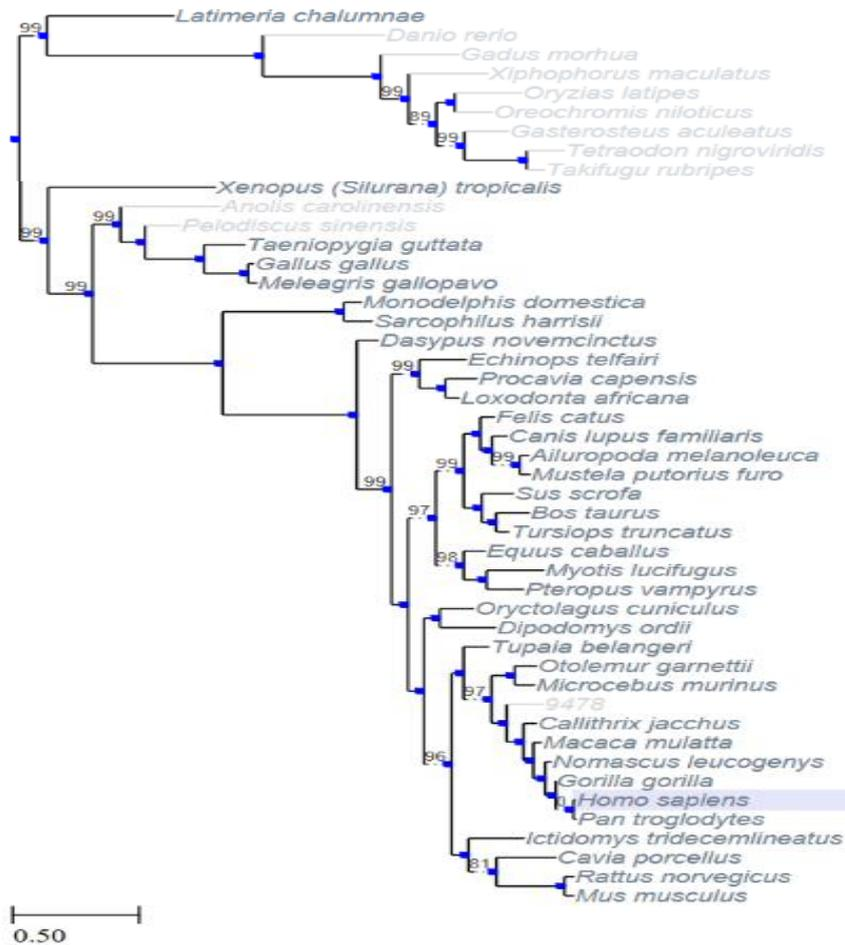 99 Latimeria chalumnae
Danio rerio
Gadus morhua
Xiphophorus maculatus
99 Oryzias latipes
89 Oreochromis niloticus
99 Gasterosteus aculeatus
Tetraodon nigroviridis
Takifugu rubripes
Xenopus (Silurana) tropicalis
99 Anolis carolinensis
99 Pelodiscus sinensis
Taeniopygia guttata
Gallus gallus
99 Meleagris gallopavo
Monodelphis domestica
Sarcophilus harrisii
Dasypus novemcinctus
99 Echinops telfairi
Procavia capensis
Loxodonta africana
Felis catus
Canis lupus familiaris
99 Ailuropoda melanoleuca
99 Mustela putorius furo
99 Sus scrofa
97 Bos taurus
Tursiops truncatus
98 Equus caballus
Myotis lucifugus
Pteropus vampyrus
Oryctolagus cuniculus
Dipodomys ordii
Tupaia belangeri
Otolemur garnettii
97 Microcebus murinus
9478
Callithrix jacchus
Macaca mulatta
96 Nomascus leucogenys
Gorilla gorilla
Homo sapiens
Pan troglodytes
Ictidomys tridecemlineatus
81 Cavia porcellus
Rattus norvegicus
Mus musculus
0.50